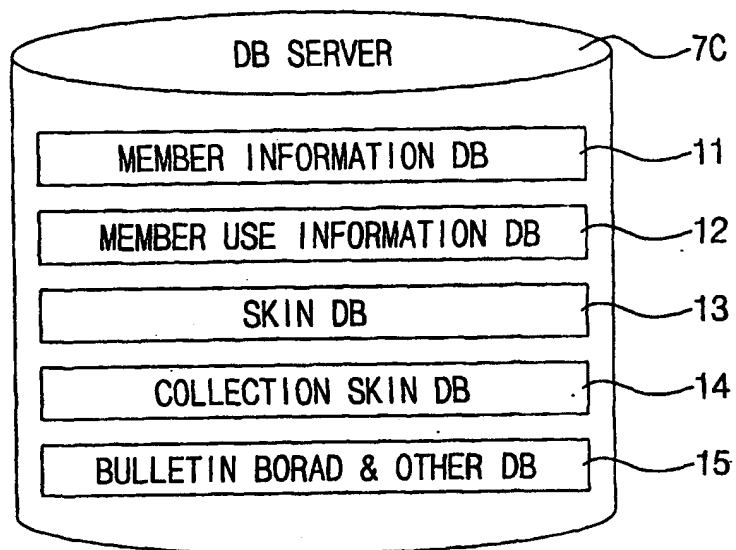 DB SERVER 7C
MEMBER INFORMATION DB 11
MEMBER USE INFORMATION DB 12
SKIN DB 13
COLLECTION SKIN DB 14
BULLETIN BORAD & OTHER DB 15